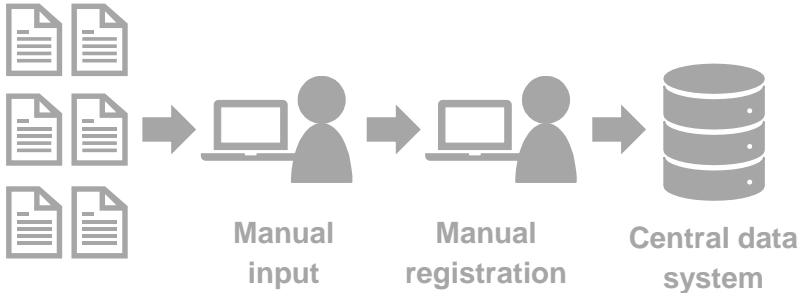 Manual
input
Manual
registration
Central data
system